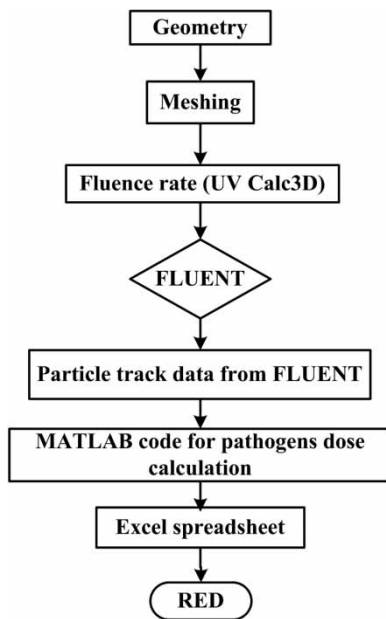 Geometry
Meshing
Fluence rate (UV Calc3D)
FLUENT
Particle track data from FLUENT
MATLAB code for pathogens dose
calculation
Excel spreadsheet
RED